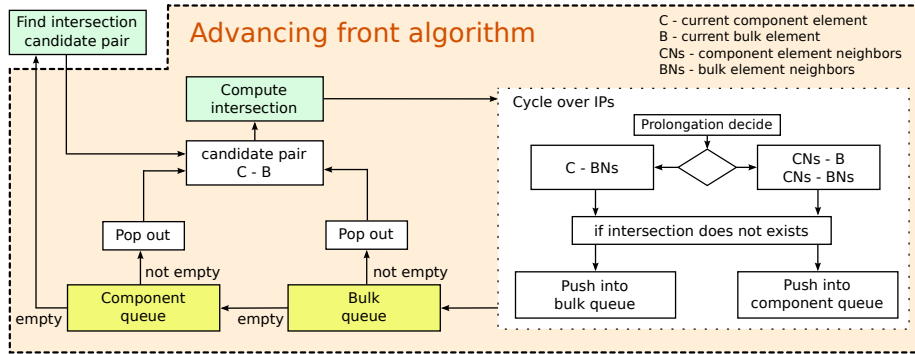 Find intersection
candidate pair
Advancing front algorithm
C - current component element
B - current bulk element
CNs - component element neighbors
BNs - bulk element neighbors
Compute
intersection
candidate pair
C - B
Pop out
Pop out
not empty
not empty
Component
queue
Bulk
queue
empty
empty
Cycle over IPs
Prolongation decide
C - BNs
CNs - B
CNs - BNs
if intersection does not exists
Push into
bulk queue
Push into
component queue